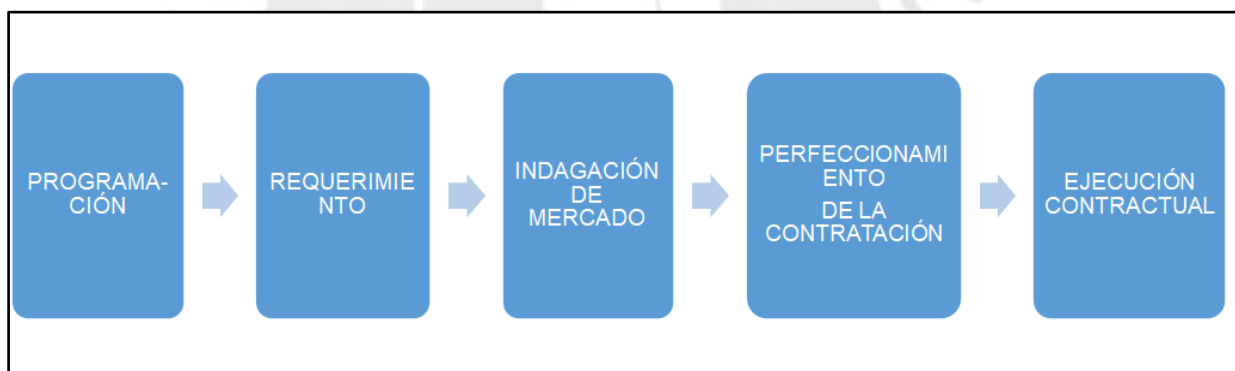 PROGRAMA-
CIÓN
REQUERIMIE
NTO
INDAGACIÓN
DE
MERCADO
PERFECCIONAMI
ENTO
DE LA
CONTRATACIÓN
EJECUCIÓN
CONTRACTUAL